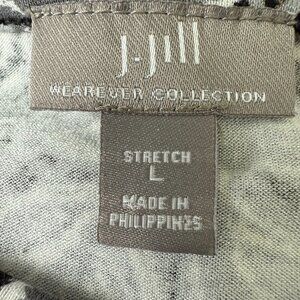 J.Jill
WEAREVER COLLECTION
STRETCH
L
MADE IN
PHILIPPINES